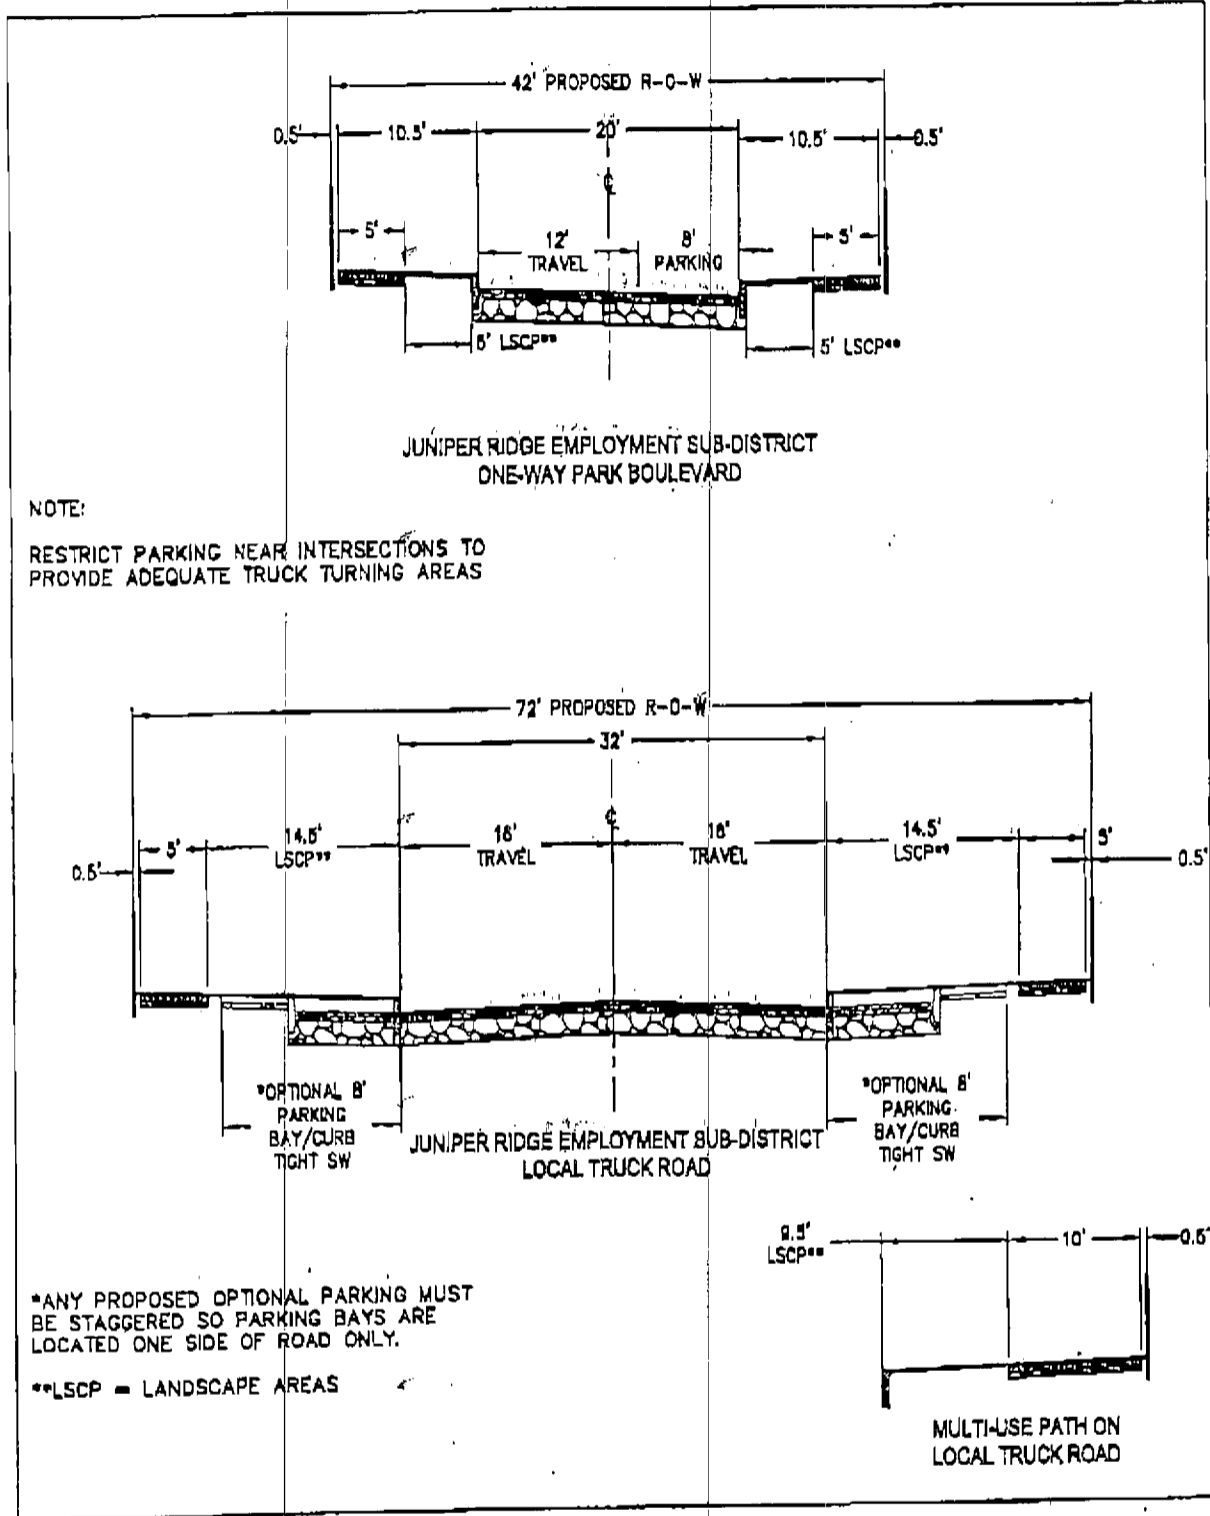 42' PROPOSED R-O-W
0.5' 10.5' 20' 10.5' 0.5'
℄
5' 12' 8' 5'
TRAVEL PARKING
5' LSCP** 5' LSCP**
JUNIPER RIDGE EMPLOYMENT SUB-DISTRICT
ONE-WAY PARK BOULEVARD
NOTE:
RESTRICT PARKING NEAR INTERSECTIONS TO
PROVIDE ADEQUATE TRUCK TURNING AREAS
72' PROPOSED R-O-W
32'
℄
5' 14.5' 16' 16' 14.5' 5'
LSCP** TRAVEL TRAVEL LSCP**
0.5' 0.5'
*OPTIONAL 8'
PARKING
BAY/CURB
TIGHT SW
*OPTIONAL 8'
PARKING
BAY/CURB
TIGHT SW
JUNIPER RIDGE EMPLOYMENT SUB-DISTRICT
LOCAL TRUCK ROAD
9.5' 10' 0.5'
LSCP**
*ANY PROPOSED OPTIONAL PARKING MUST
BE STAGGERED SO PARKING BAYS ARE
LOCATED ONE SIDE OF ROAD ONLY.
**LSCP = LANDSCAPE AREAS
MULTI-USE PATH ON
LOCAL TRUCK ROAD